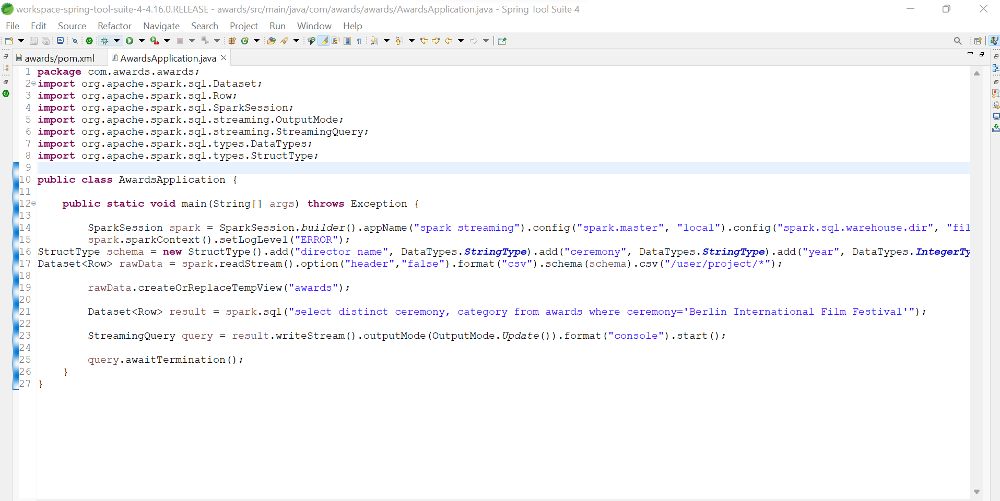 workspace-spring-tool-suite-4-4.16.0.RELEASE - awards/src/main/java/com/awards/awards/AwardsApplication.java - Spring Tool Suite 4
File Edit Source Refactor Navigate Search Project Run Window Help
awards/pom.xml AwardsApplication.java
1 package com.awards.awards;
2 import org.apache.spark.sql.Dataset;
3 import org.apache.spark.sql.Row;
4 import org.apache.spark.sql.SparkSession;
5 import org.apache.spark.sql.streaming.OutputMode;
6 import org.apache.spark.sql.streaming.StreamingQuery;
7 import org.apache.spark.sql.types.DataTypes;
8 import org.apache.spark.sql.types.StructType;
9
10 public class AwardsApplication {
11
12     public static void main(String[] args) throws Exception {
13
14         SparkSession spark = SparkSession.builder().appName("spark streaming").config("spark.master", "local").config("spark.sql.warehouse.dir", "fil
15         spark.sparkContext().setLogLevel("ERROR");
16 StructType schema = new StructType().add("director_name", DataTypes.StringType).add("ceremony", DataTypes.StringType).add("year", DataTypes.IntegerTy
17 Dataset<Row> rawData = spark.readStream().option("header","false").format("csv").schema(schema).csv("/user/project/*");
18
19         rawData.createOrReplaceTempView("awards");
20
21         Dataset<Row> result = spark.sql("select distinct ceremony, category from awards where ceremony='Berlin International Film Festival'");
22
23         StreamingQuery query = result.writeStream().outputMode(OutputMode.Update()).format("console").start();
24
25         query.awaitTermination();
26     }
27 }